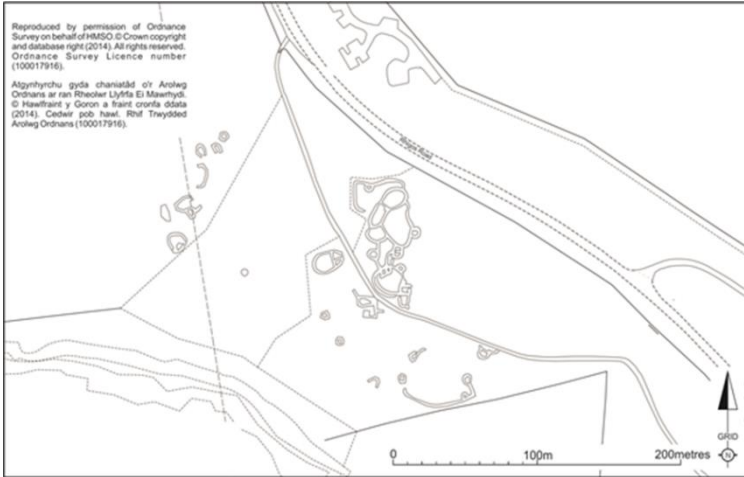 Reproduced by permission of Ordnance
Survey on behalf of HMSO.© Crown copyright
and database right (2014). All rights reserved.
Ordnance Survey Licence number
(100017916).
Atgynhyrchu gyda chaniatâd o'r Arolwg
Ordnans ar ran Rheolwr Llyfrfa Ei Mawrhydi.
© Hawlfraint y Goron a fraint cronfa ddata
(2014). Cedwir pob hawl. Rhif Trwydded
Arolwg Ordnans (100017916).
GRID
N
0 100m 200metres